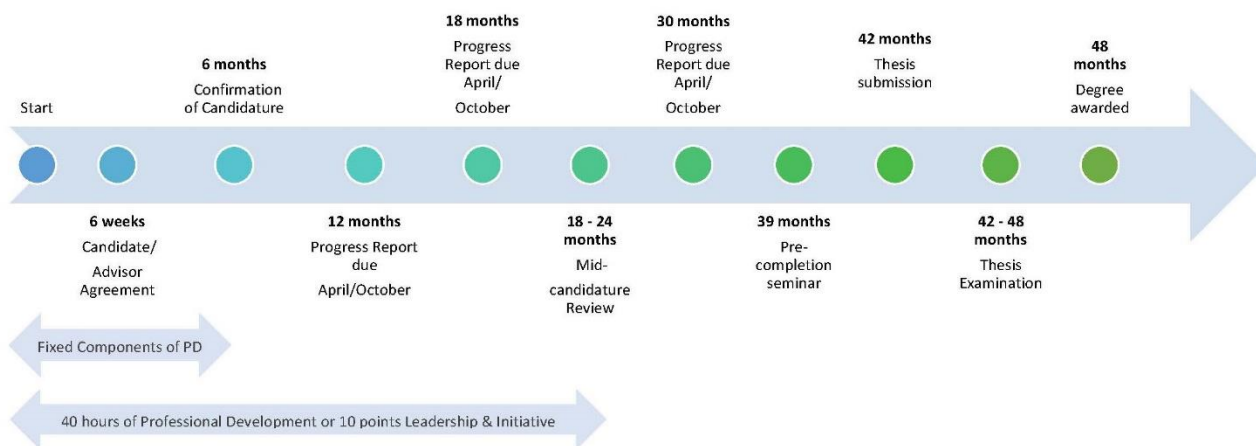 Start
6 weeks
Candidate/
Advisor
Agreement
6 months
Confirmation
of Candidature
12 months
Progress Report
due
April/October
18 months
Progress
Report due
April/
October
18 - 24
months
Mid-
candidature
Review
30 months
Progress
Report due
April/
October
39 months
Pre-
completion
seminar
42 months
Thesis
submission
42 - 48
months
Thesis
Examination
48
months
Degree
awarded
Fixed Components of PD
40 hours of Professional Development or 10 points Leadership & Initiative